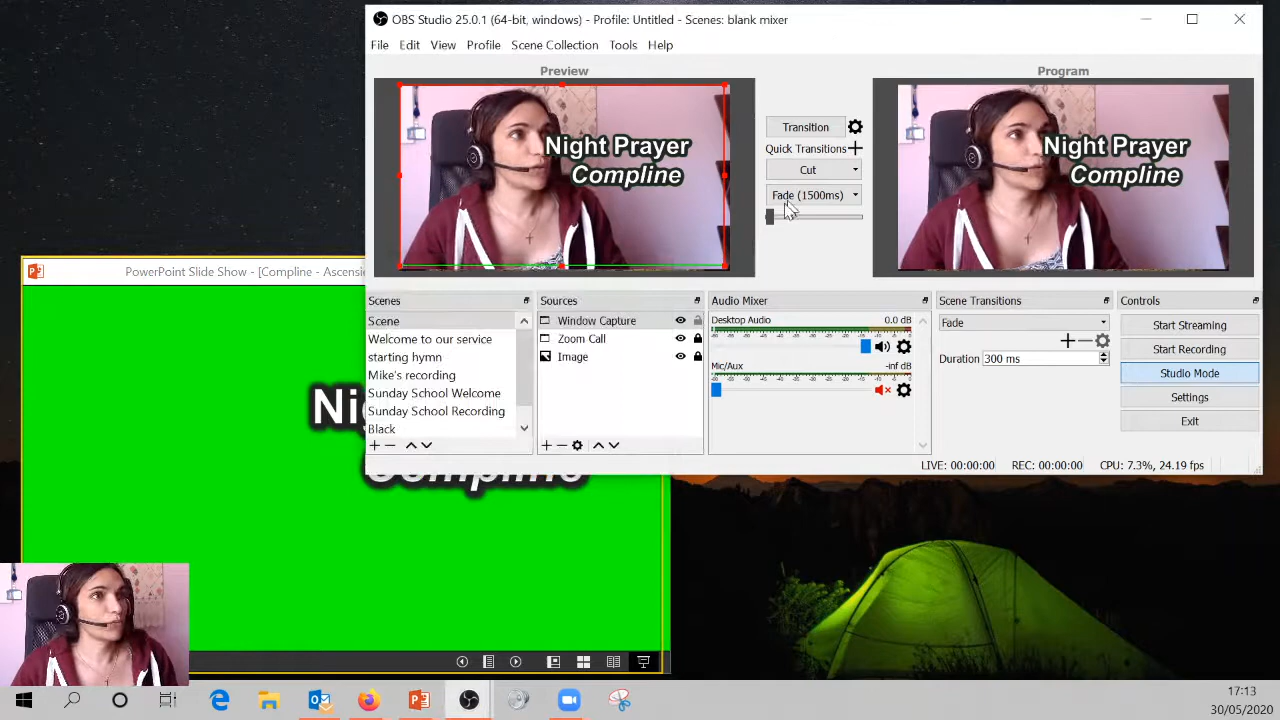 OBS Studio 25.0.1 (64-bit, windows) - Profile: Untitled - Scenes: blank mixer
File Edit View Profile Scene Collection Tools Help
Preview
Program
Night Prayer
Compline
Transition
Quick Transitions
Cut
Fade (1500ms)
Night Prayer
Compline
PowerPoint Slide Show - [Compline - Ascensi
Scenes
Scene
Welcome to our service
starting hymn
Mike's recording
Sunday School Welcome
Sunday School Recording
Black
Sources
Window Capture
Zoom Call
Image
Audio Mixer
Desktop Audio 0.0 dB
Mic/Aux -inf dB
Scene Transitions
Fade
Duration 300 ms
Controls
Start Streaming
Start Recording
Studio Mode
Settings
Exit
LIVE: 00:00:00 REC: 00:00:00 CPU: 7.3%, 24.19 fps
Ni
Compline
17:13
30/05/2020